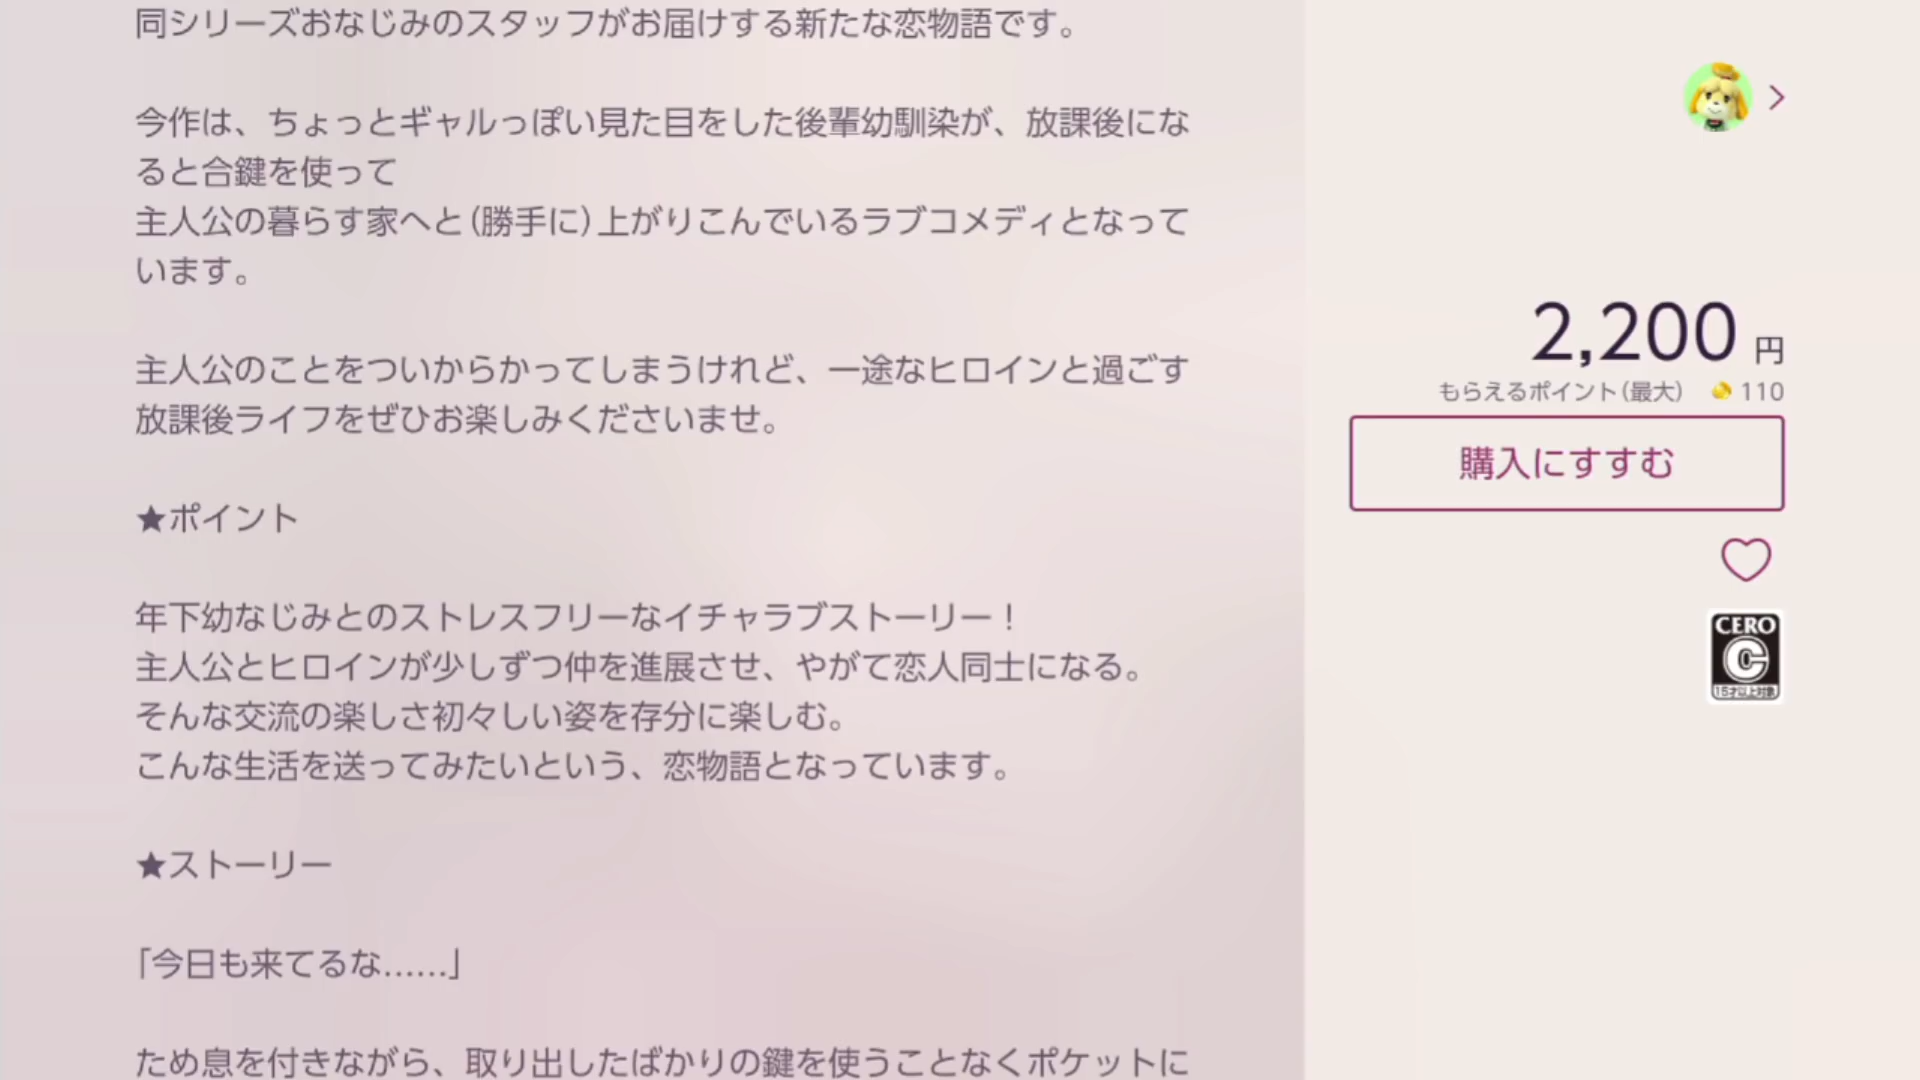 同シリーズおなじみのスタッフがお届けする新たな恋物語です。
今作は、ちょっとギャルっぽい見た目をした後輩幼馴染が、放課後にな
ると合鍵を使って
主人公の暮らす家へと(勝手に)上がりこんでいるラブコメディとなって
います。
主人公のことをついからかってしまうけれど、一途なヒロインと過ごす
放課後ライフをぜひお楽しみくださいませ。
★ポイント
年下幼なじみとのストレスフリーなイチャラブストーリー！
主人公とヒロインが少しずつ仲を進展させ、やがて恋人同士になる。
そんな交流の楽しさ初々しい姿を存分に楽しむ。
こんな生活を送ってみたいという、恋物語となっています。
★ストーリー
「今日も来てるな……」
ため息を付きながら、取り出したばかりの鍵を使うことなくポケットに
2,200 円
もらえるポイント(最大) 110
購入にすすむ
CERO
C
15才以上対象